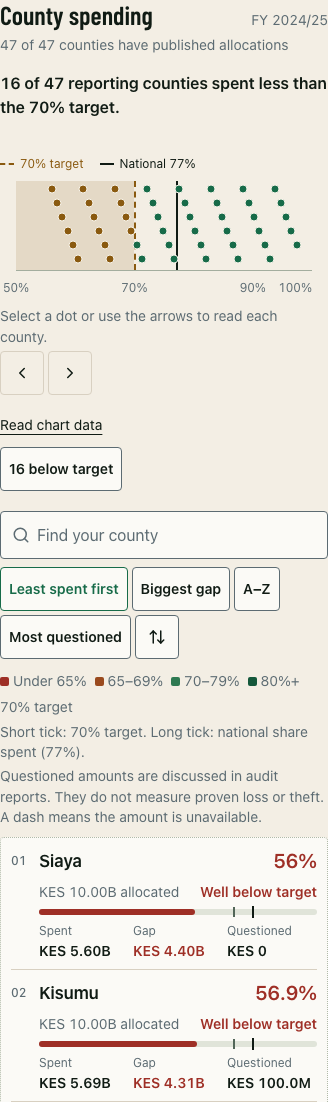 County spending
FY 2024/25
47 of 47 counties have published allocations
16 of 47 reporting counties spent less than
the 70% target.
70% target
National 77%
50%
70%
90%
100%
Select a dot or use the arrows to read each
county.
Read chart data
16 below target
Find your county
Least spent first
Biggest gap
A–Z
Most questioned
Under 65%
65–69%
70–79%
80%+
70% target
Short tick: 70% target. Long tick: national share
spent (77%).
Questioned amounts are discussed in audit
reports. They do not measure proven loss or theft.
A dash means the amount is unavailable.
01
Siaya
56%
KES 10.00B allocated
Well below target
Spent
Gap
Questioned
KES 5.60B
KES 4.40B
KES 0
02
Kisumu
56.9%
KES 10.00B allocated
Well below target
Spent
Gap
Questioned
KES 5.69B
KES 4.31B
KES 100.0M